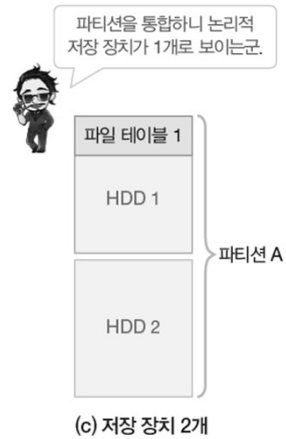 파티션을 통합하니 논리적
저장 장치가 1개로 보이는군.
파일 테이블 1
HDD 1
파티션 A
HDD 2
(c) 저장 장치 2개